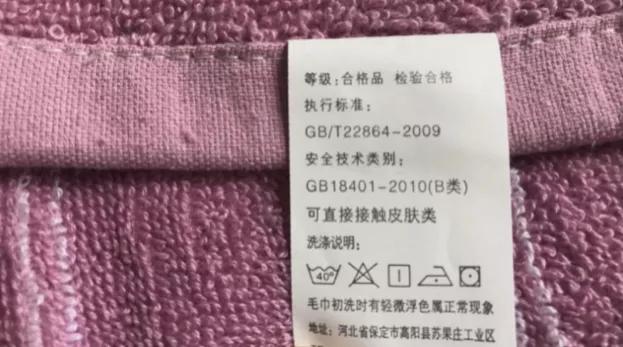 等级:合格品 检验合格
执行标准:
GB/T22864-2009
安全技术类别:
GB18401-2010(B类)
可直接接触皮肤类
洗涤说明:
40°
毛巾初洗时有轻微浮色属正常现象
地址: 河北省保定市高阳县苏果庄工业区